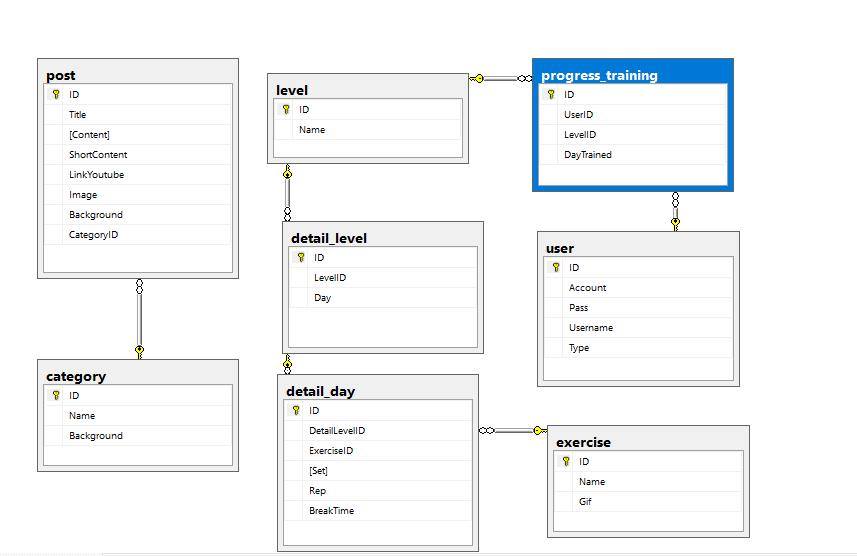 post
ID
Title
[Content]
ShortContent
LinkYoutube
Image
Background
CategoryID
category
ID
Name
Background
level
ID
Name
detail_level
ID
LevelID
Day
detail_day
ID
DetailLevelID
ExerciseID
[Set]
Rep
BreakTime
progress_training
ID
UserID
LevelID
DayTrained
user
ID
Account
Pass
Username
Type
exercise
ID
Name
Gif